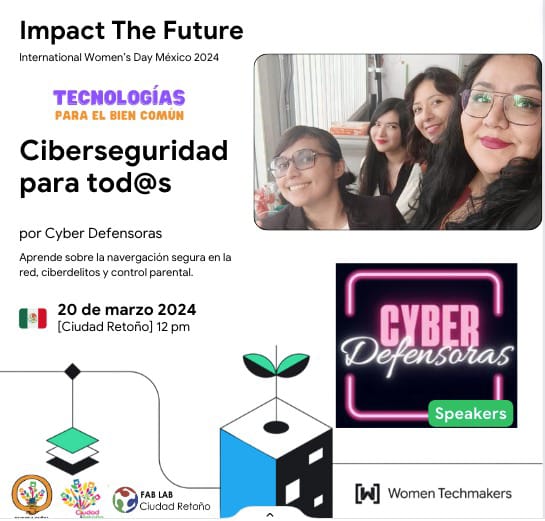 Impact The Future
International Women's Day México 2024
TECNOLOGÍAS
PARA EL BIEN COMÚN
Ciberseguridad
para tod@s
por Cyber Defensoras
Aprende sobre la navergación segura en la
red, ciberdelitos y control parental.
20 de marzo 2024
[Ciudad Retoño] 12 pm
CYBER
Defensoras
Speakers
Ciudad
FAB LAB
Ciudad Retoño
[W] Women Techmakers